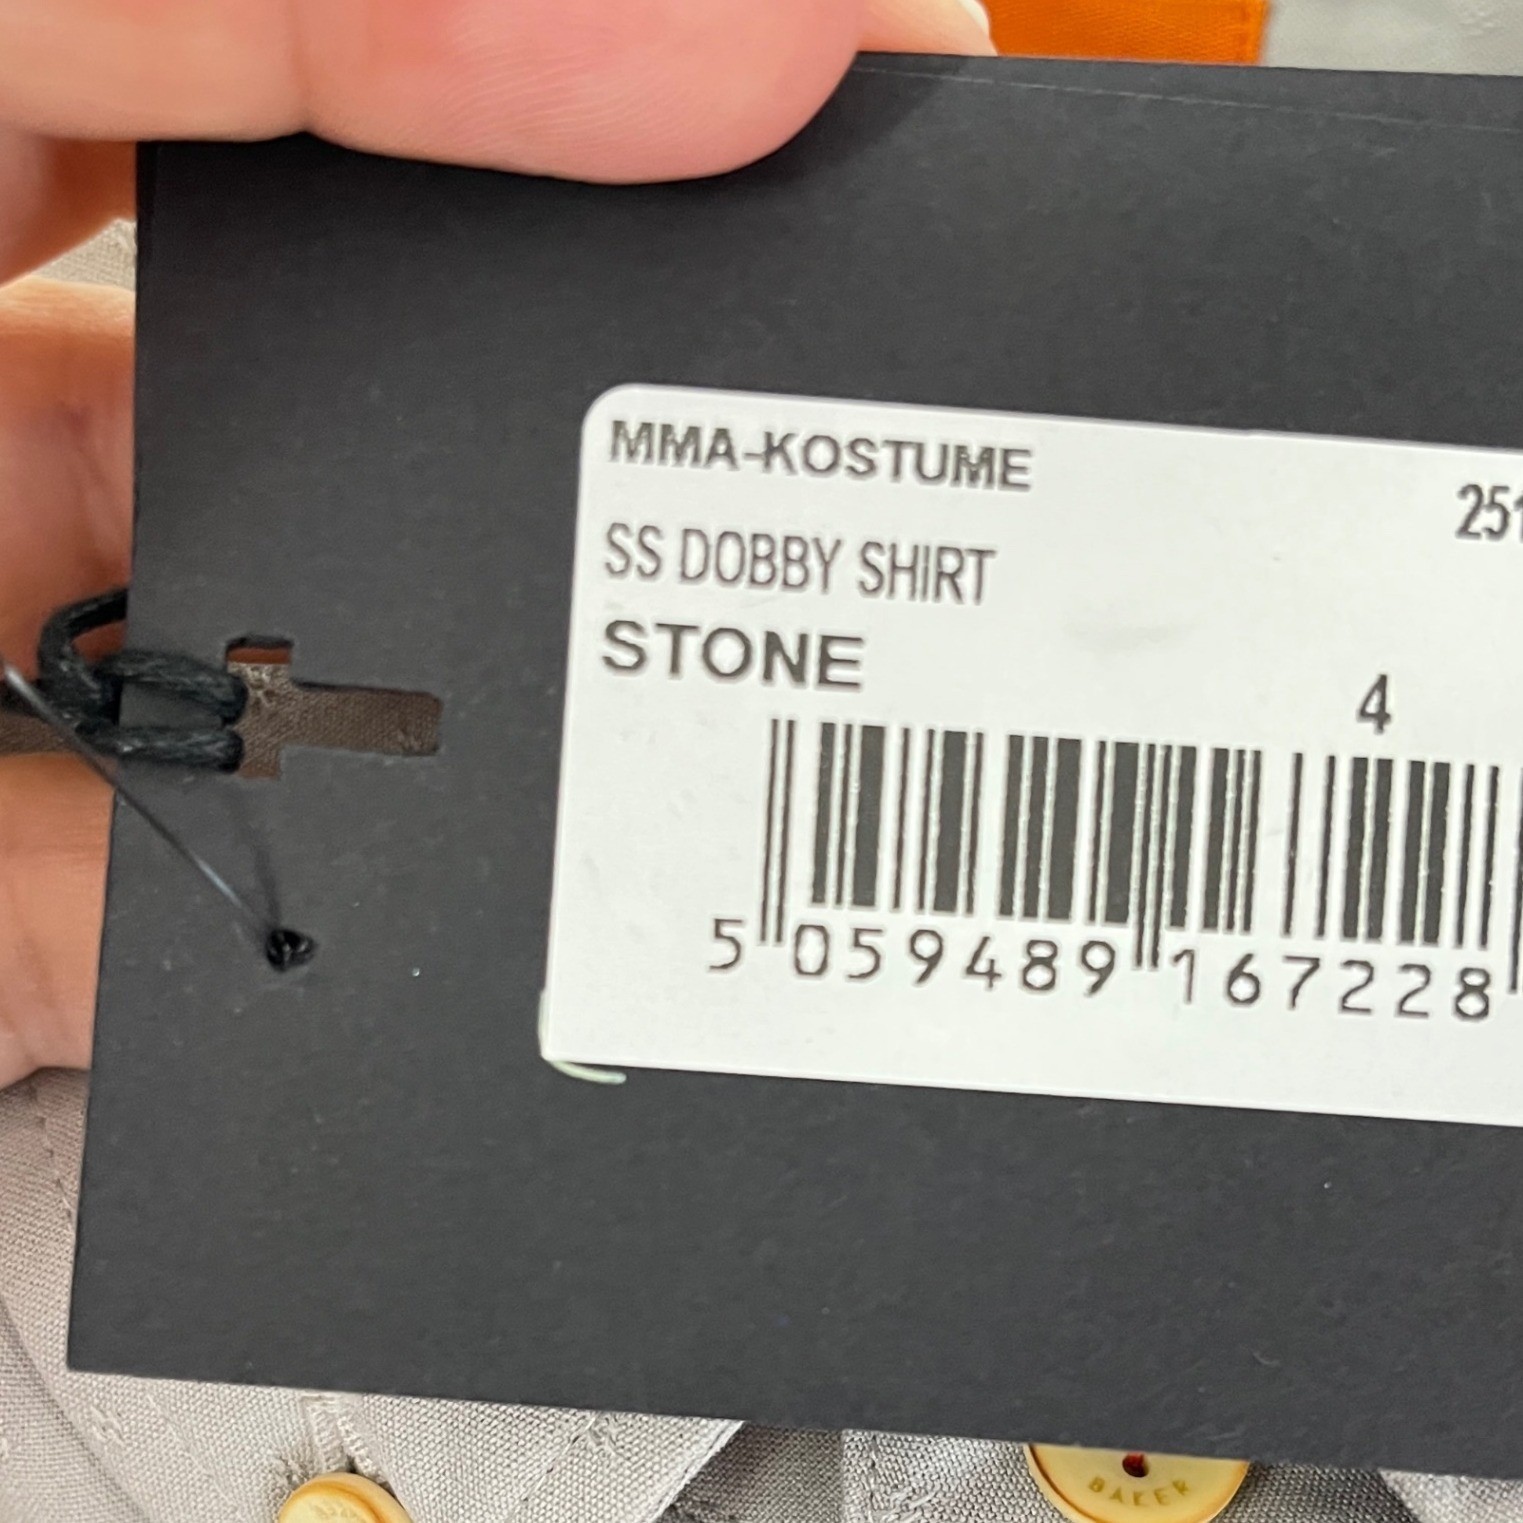 MMA-KOSTUME
251
SS DOBBY SHIRT
STONE
4
5 059489 167228
BAKER